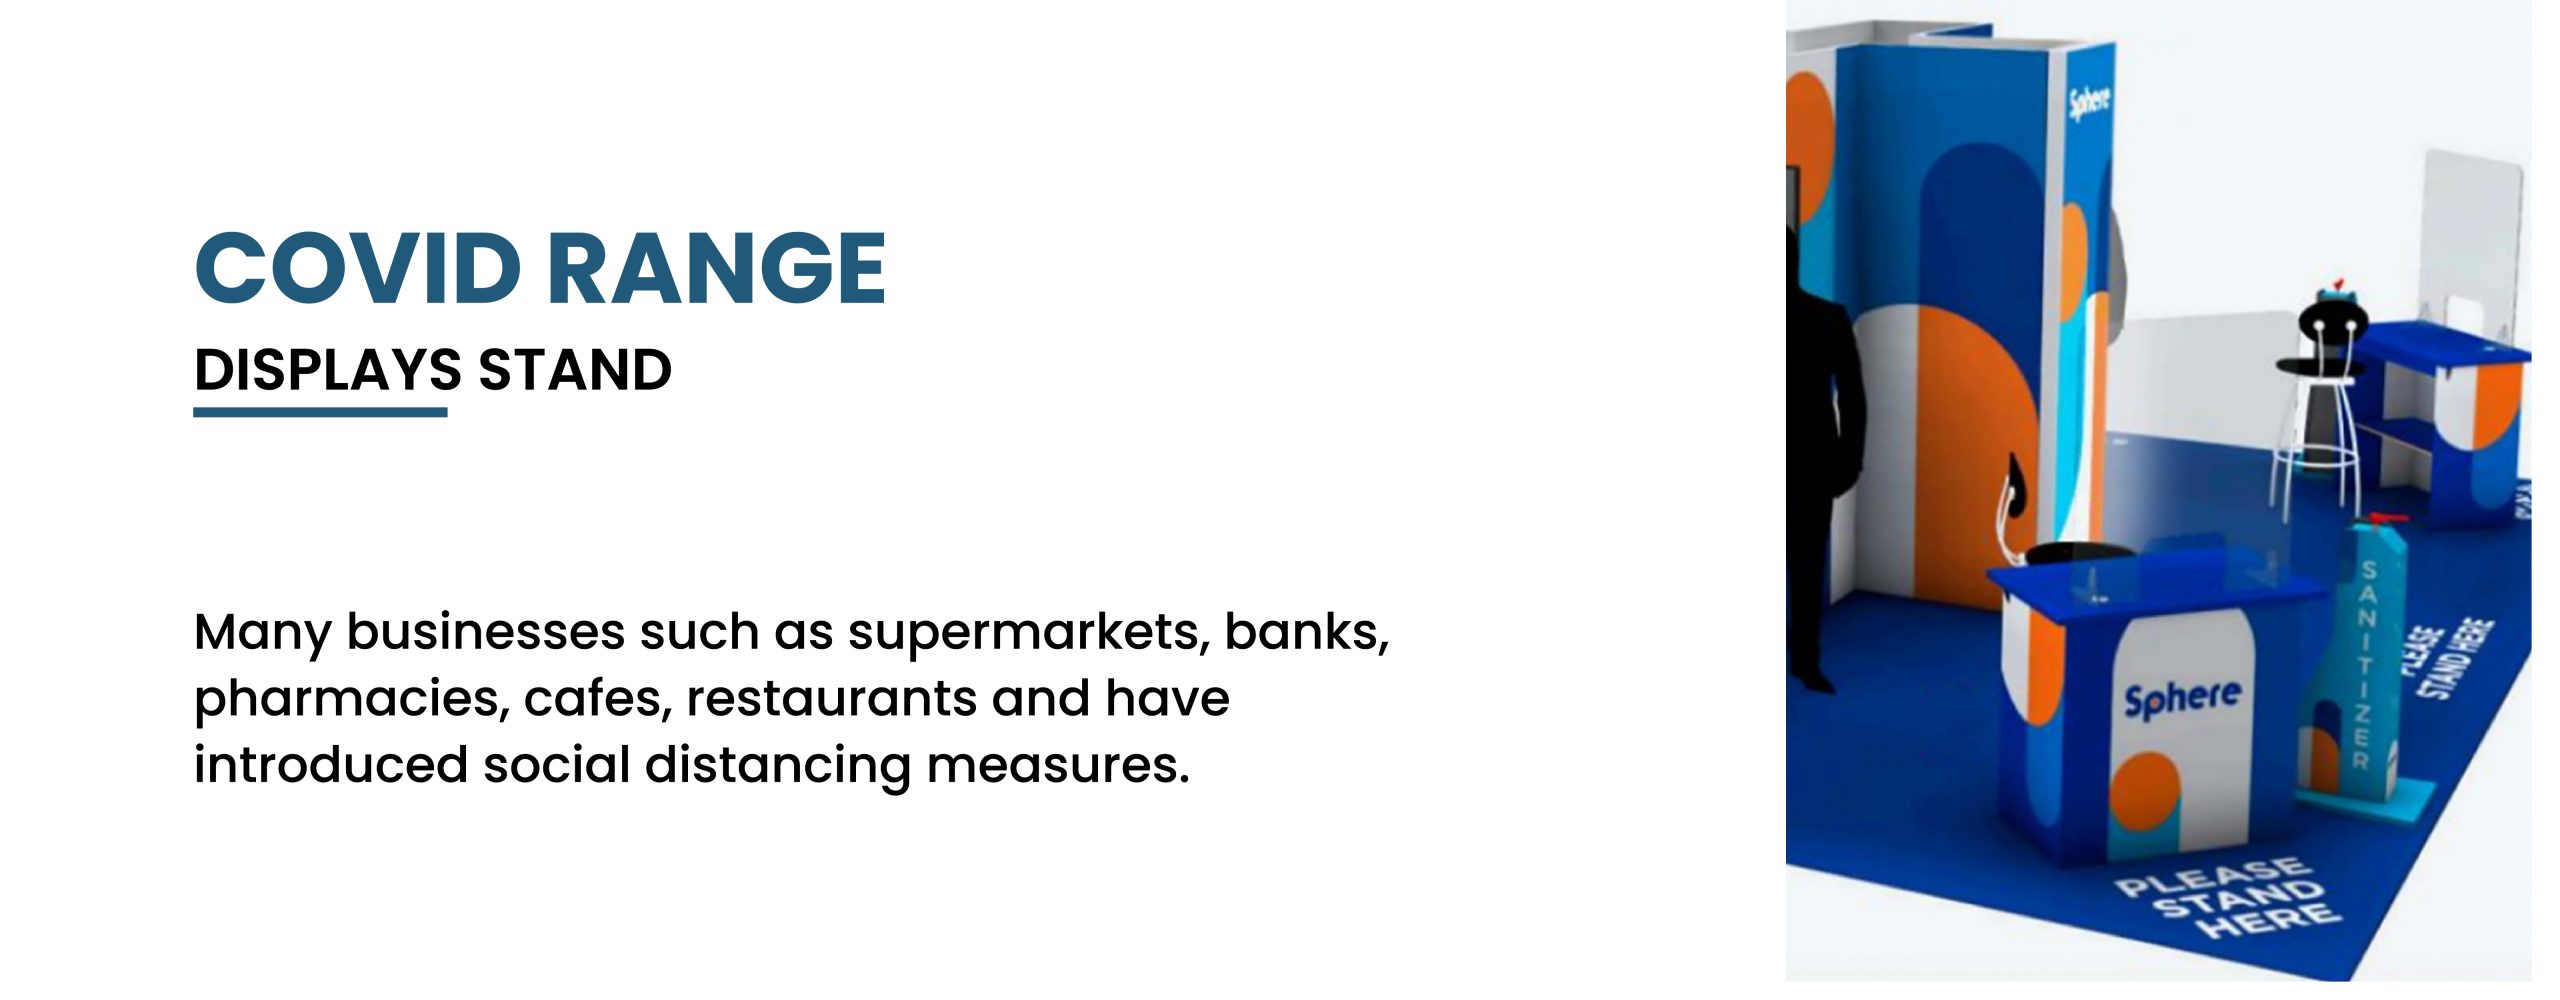 COVID RANGE
DISPLAYS STAND
Many businesses such as supermarkets, banks,
pharmacies, cafes, restaurants and have
introduced social distancing measures.
Sphere
Sphere
SANITIZER
PLEASE
STAND HERE
PLEASE
STAND
HERE